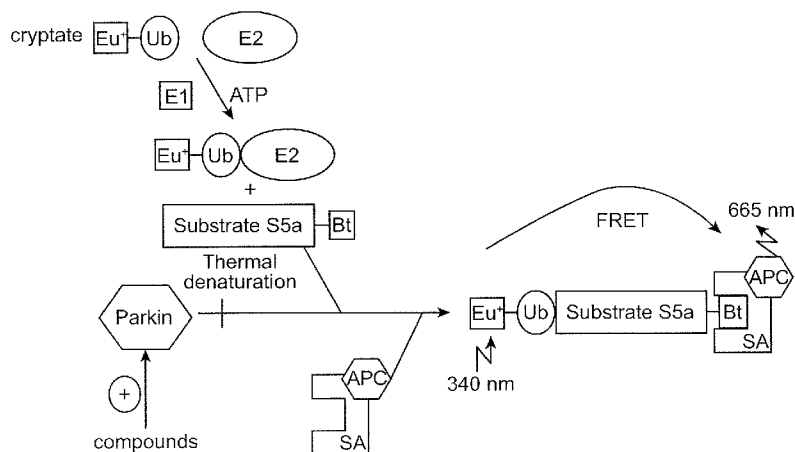 cryptate Eu+ Ub E2
E1 ATP
Eu+ Ub E2
+
Substrate S5a Bt
Thermal
denaturation
Parkin
+
compounds
APC
SA
FRET
665 nm
APC
Eu+ Ub Substrate S5a Bt
SA
340 nm